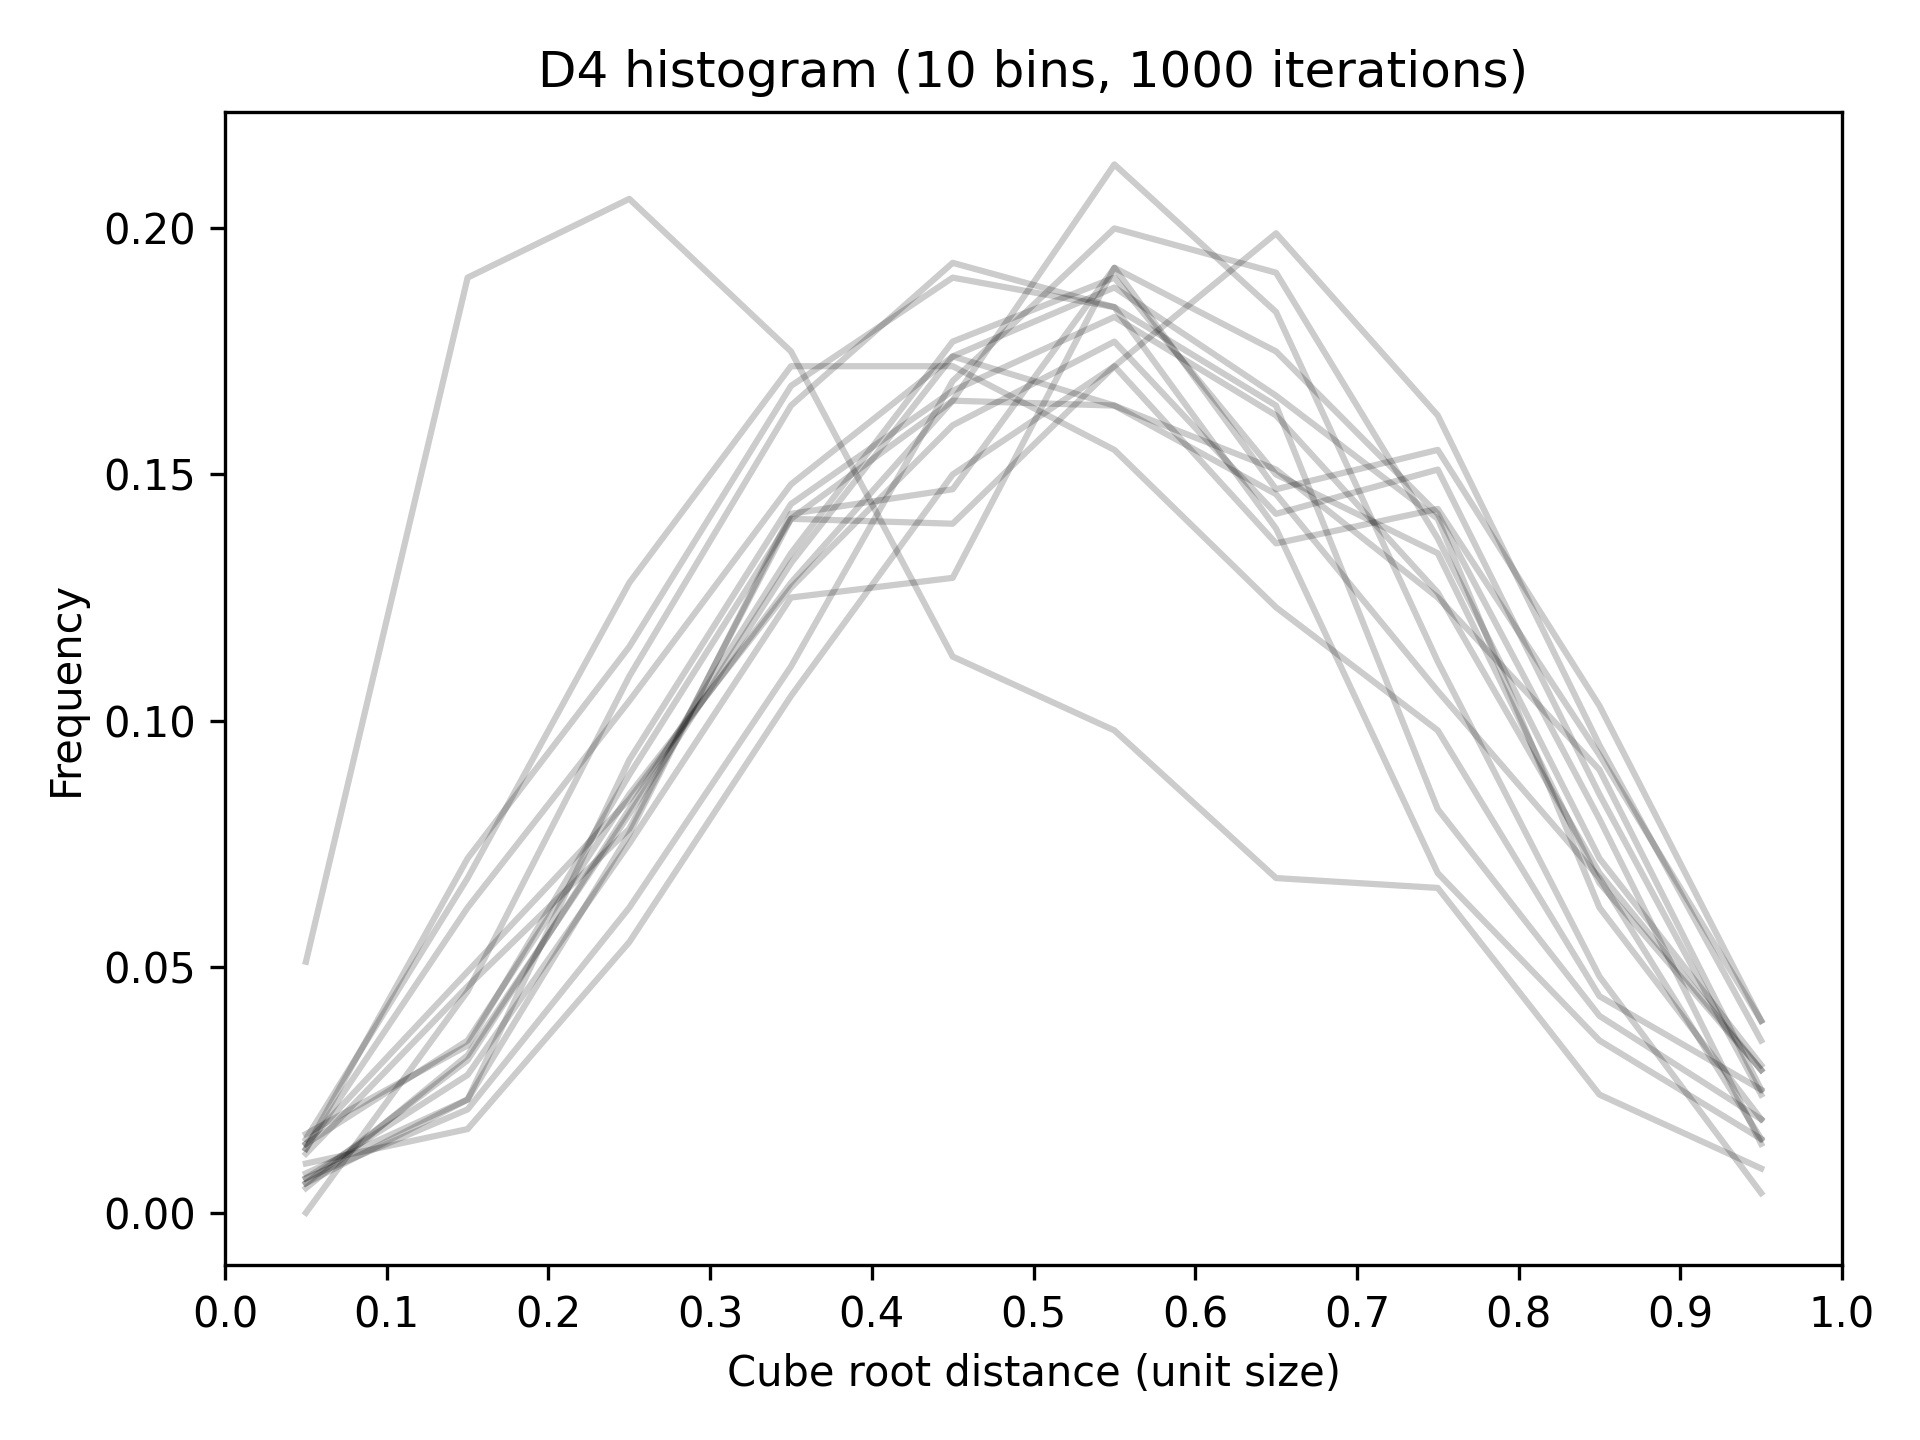 D4 histogram (10 bins, 1000 iterations)
Frequency
0.20
0.15
0.10
0.05
0.00
0.0 0.1 0.2 0.3 0.4 0.5 0.6 0.7 0.8 0.9 1.0
Cube root distance (unit size)